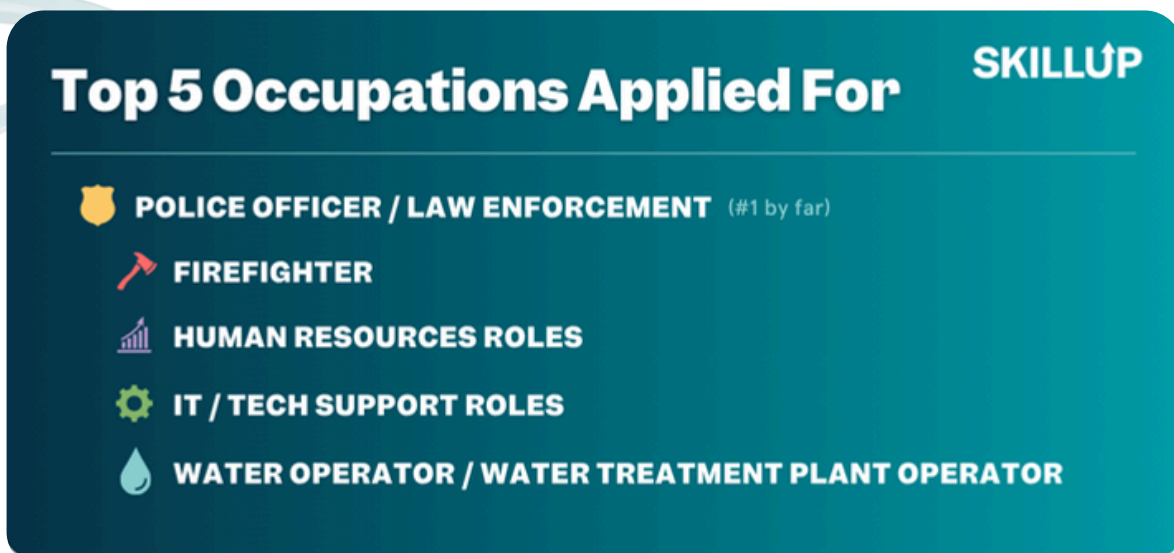 SKILLUP
Top 5 Occupations Applied For
POLICE OFFICER / LAW ENFORCEMENT (#1 by far)
FIREFIGHTER
HUMAN RESOURCES ROLES
IT / TECH SUPPORT ROLES
WATER OPERATOR / WATER TREATMENT PLANT OPERATOR